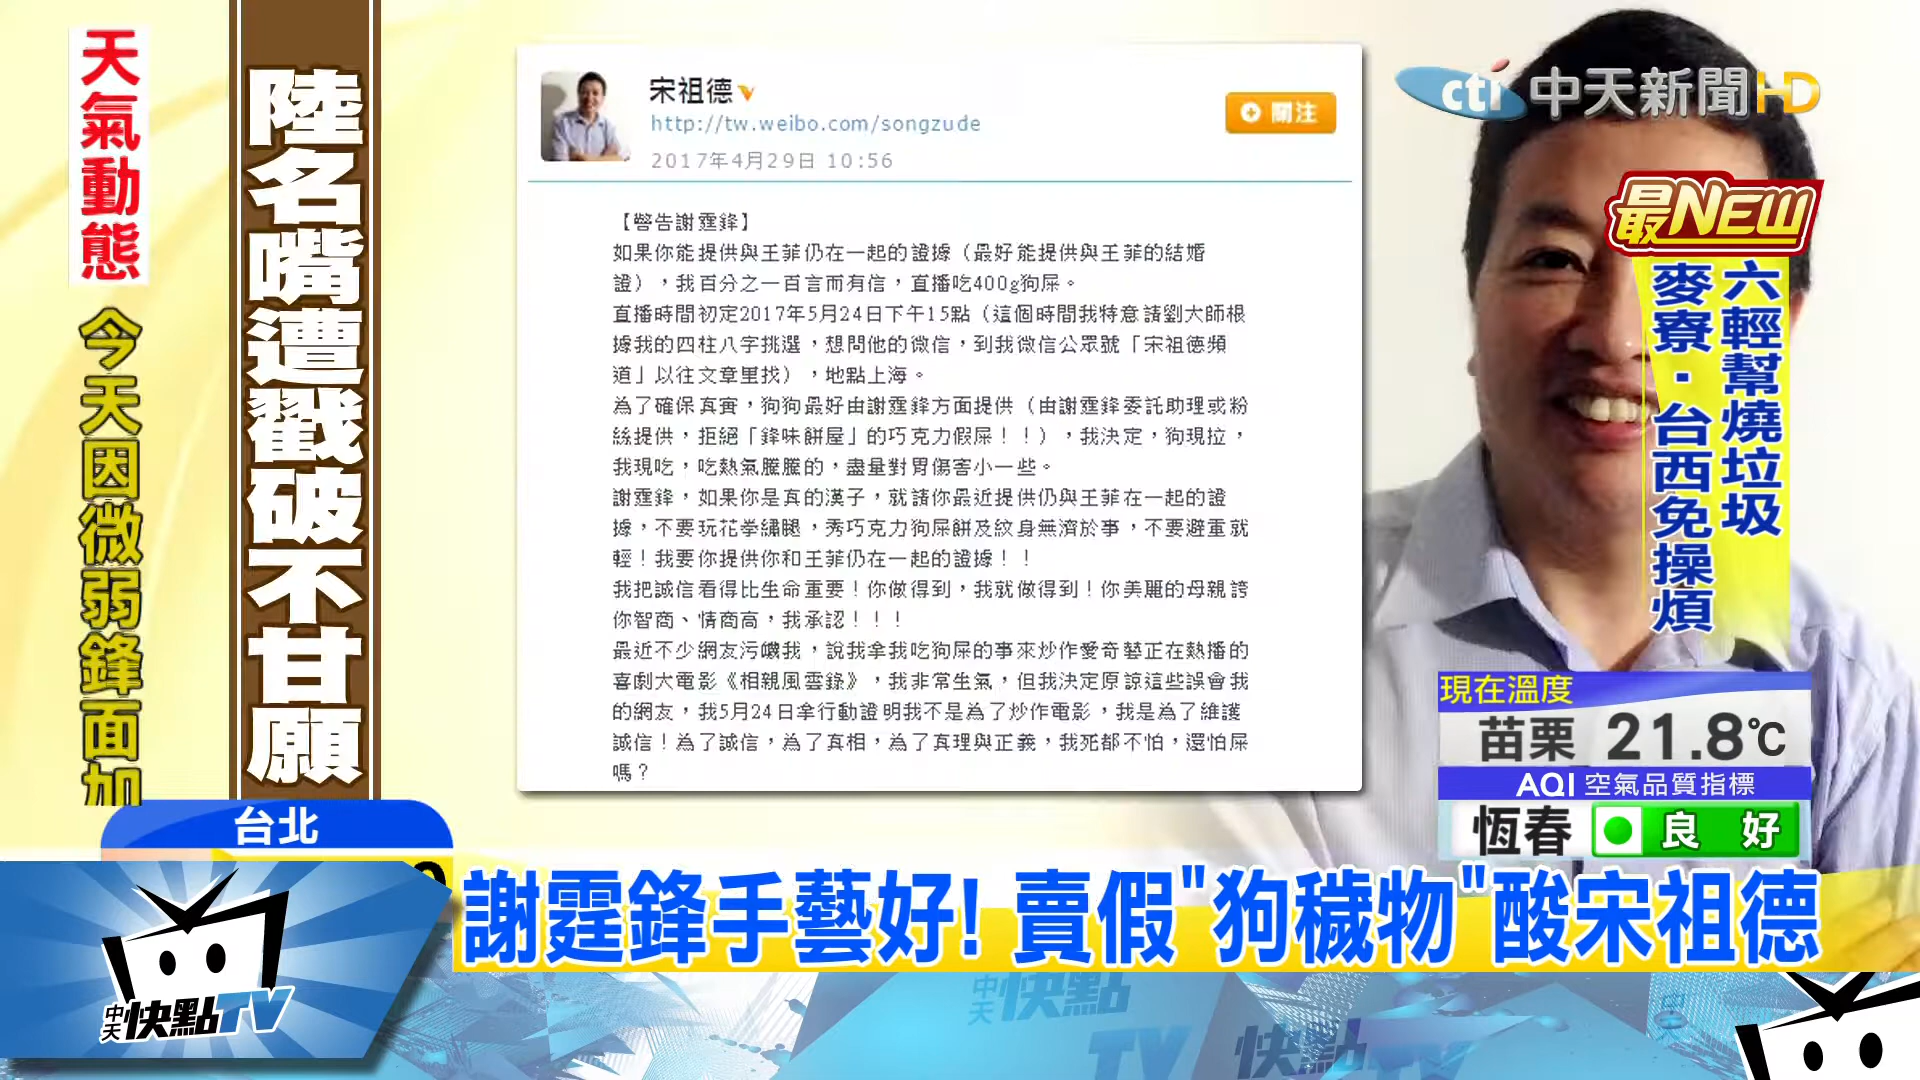 天氣動態
今天因微弱鋒面加
陸名嘴遭戳破不甘願
宋祖德
http://tw.weibo.com/songzude
2017年4月29日 10:56
關注
【警告謝霆鋒】
如果你能提供與王菲仍在一起的證據（最好能提供與王菲的結婚
證），我百分之一百言而有信，直播吃400g狗屎。
直播時間初定2017年5月24日下午15點（這個時間我特意請劉大師根
據我的四柱八字挑選，想問他的微信，到我微信公眾號「宋祖德頻
道」以往文章里找），地點上海。
為了確保真實，狗狗最好由謝霆鋒方面提供（由謝霆鋒委託助理或粉
絲提供，拒絕「鋒味餅屋」的巧克力假屎！！），我決定，狗現拉，
我現吃，吃熱氣騰騰的，盡量對胃傷害小一些。
謝霆鋒，如果你是真的漢子，就請你最近提供仍與王菲在一起的證
據，不要玩花拳繡腿，秀巧克力狗屎餅及紋身無濟於事，不要避重就
輕！我要你提供你和王菲仍在一起的證據！！
我把誠信看得比生命重要！你做得到，我就做得到！你美麗的母親誇
你智商、情商高，我承認！！！
最近不少網友污衊我，說我拿我吃狗屎的事來炒作愛奇藝正在熱播的
喜劇大電影《相親風雲錄》，我非常生氣，但我決定原諒這些誤會我
的網友，我5月24日拿行動證明我不是為了炒作電影，我是為了維護
誠信！為了誠信，為了真相，為了真理與正義，我死都不怕，還怕屎
嗎？
cti 中天新聞HD
最NEW
六輕幫燒垃圾
麥寮．台西免操煩
現在溫度
苗栗 21.8℃
AQI 空氣品質指標
恆春 良好
台北
謝霆鋒手藝好! 賣假"狗穢物"酸宋祖德
中天快點TV
中天快點TV
快點TV